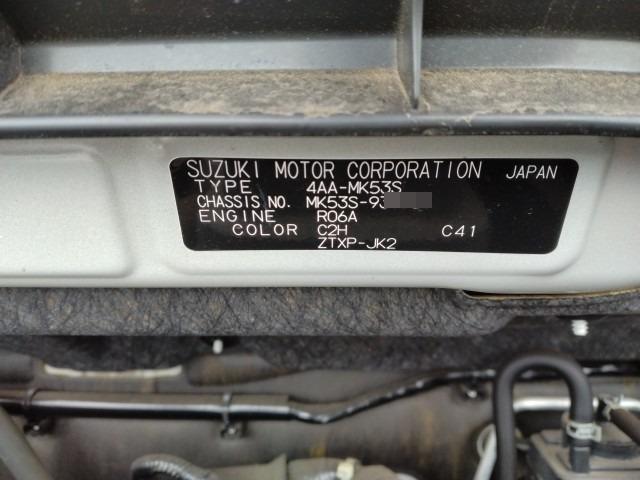 SUZUKI MOTOR CORPORATION JAPAN
TYPE 4AA-MK53S
CHASSIS NO. MK53S-93
ENGINE R06A
COLOR C2H C41
ZTXP-JK2